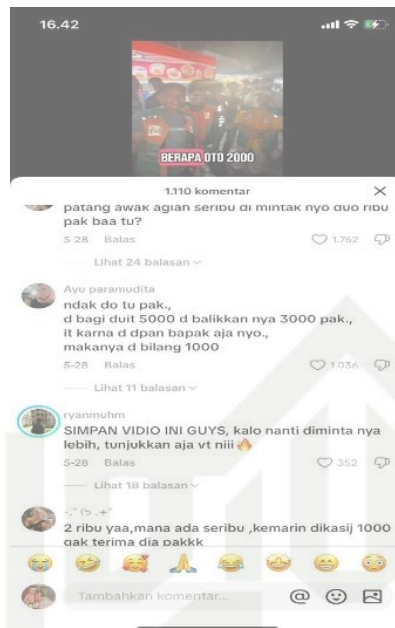 16.42
BERAPA OTO 2000
1.110 komentar
patang awak agiah seribu di mintak nyo duo ribu
pak baa tu?
5-28 Balas 1.762
Lihat 24 balasan
Ayu paramudita
ndak do tu pak.,
d bagi duit 5000 d balikkan nya 3000 pak.,
it karna d dpan bapak aja nyo.,
makanya d bilang 1000
5-28 Balas 1.036
Lihat 11 balasan
ryanmuhm
SIMPAN VIDIO INI GUYS, kalo nanti diminta nya
lebih, tunjukkan aja vt niii
5-28 Balas 352
Lihat 18 balasan
2 ribu yaa,mana ada seribu ,kemarin dikasij 1000
gak terima dia pakkk
Tambahkan komentar...